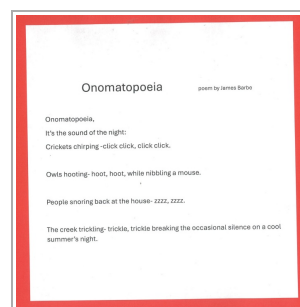 Onomatopoeia
poem by James Barbe
Onomatopoeia,
It's the sound of the night:
Crickets chirping -click click, click click.
Owls hooting- hoot, hoot, while nibbling a mouse.
People snoring back at the house- zzzz, zzzz.
The creek trickling- trickle, trickle breaking the occasional silence on a cool
summer's night.